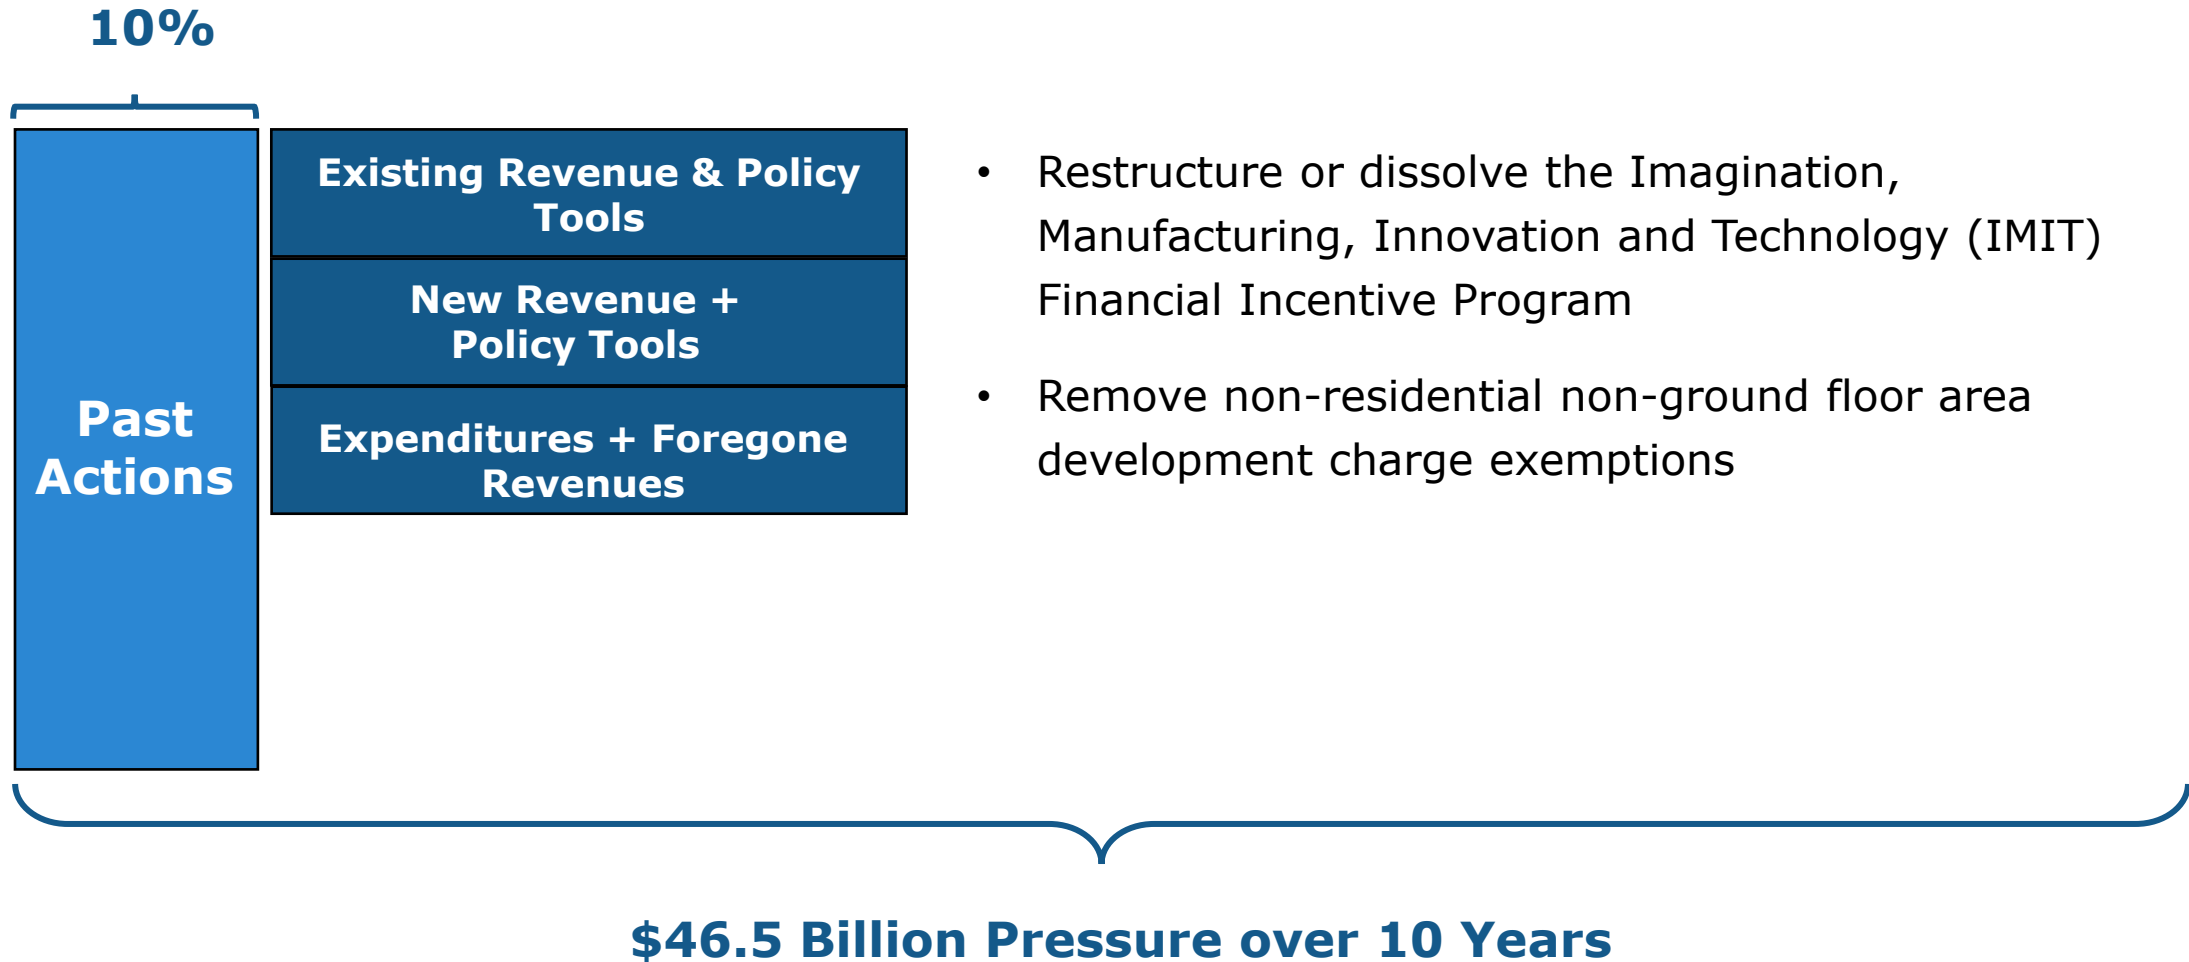 10%
Past
Actions
Existing Revenue & Policy
Tools
New Revenue +
Policy Tools
Expenditures + Foregone
Revenues
• Restructure or dissolve the Imagination,
Manufacturing, Innovation and Technology (IMIT)
Financial Incentive Program
• Remove non-residential non-ground floor area
development charge exemptions
$46.5 Billion Pressure over 10 Years